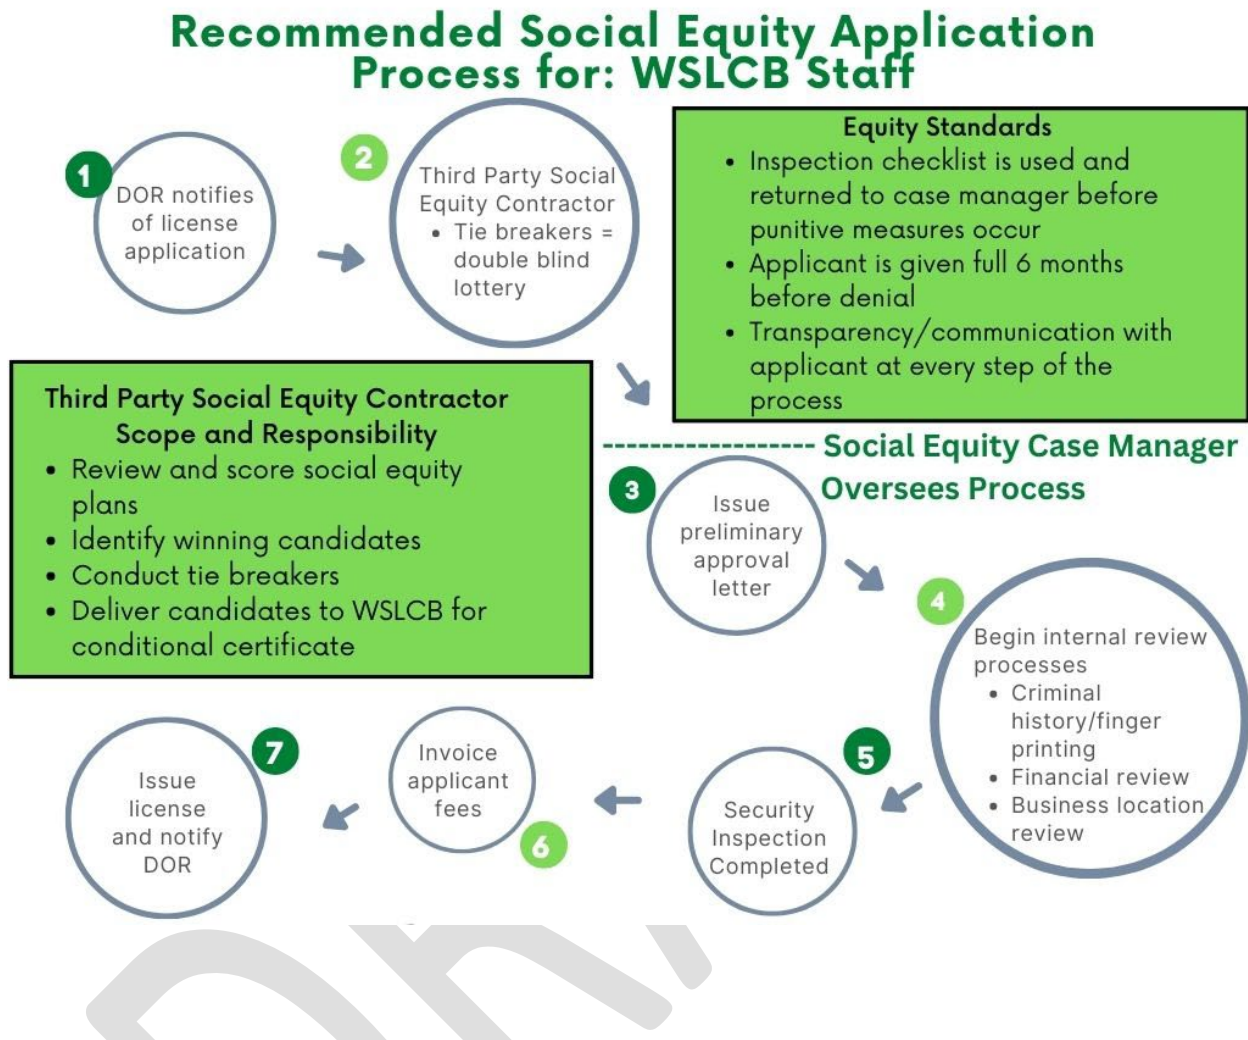 Recommended Social Equity Application
Process for: WSLCB Staff
1
DOR notifies
of license
application
2
Third Party Social
Equity Contractor
• Tie breakers =
double blind
lottery
Equity Standards
• Inspection checklist is used and
returned to case manager before
punitive measures occur
• Applicant is given full 6 months
before denial
• Transparency/communication with
applicant at every step of the
process
Third Party Social Equity Contractor
Scope and Responsibility
• Review and score social equity
plans
• Identify winning candidates
• Conduct tie breakers
• Deliver candidates to WSLCB for
conditional certificate
Social Equity Case Manager
Oversees Process
3
Issue
preliminary
approval
letter
4
Begin internal review
processes
• Criminal
history/finger
printing
• Financial review
• Business location
review
5
Security
Inspection
Completed
6
Invoice
applicant
fees
7
Issue
license
and notify
DOR